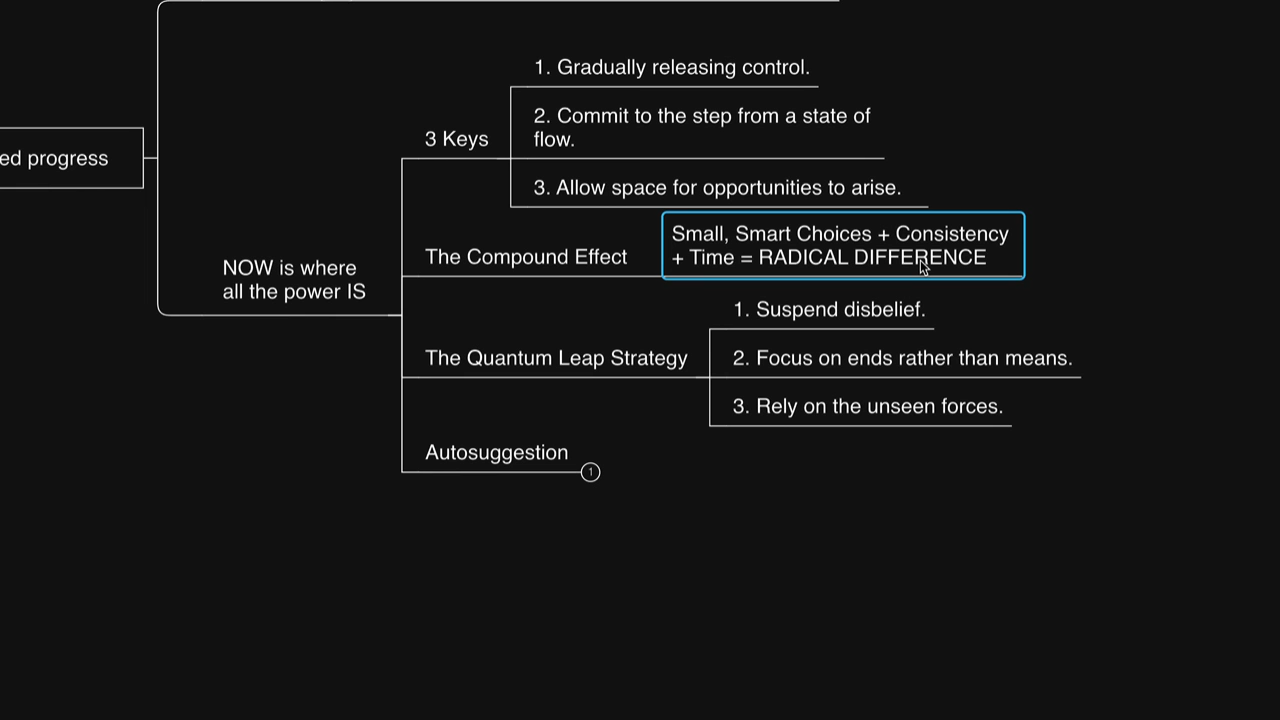 ed progress
NOW is where
all the power IS
3 Keys
1. Gradually releasing control.
2. Commit to the step from a state of
flow.
3. Allow space for opportunities to arise.
The Compound Effect
Small, Smart Choices + Consistency
+ Time = RADICAL DIFFERENCE
The Quantum Leap Strategy
1. Suspend disbelief.
2. Focus on ends rather than means.
3. Rely on the unseen forces.
Autosuggestion
1